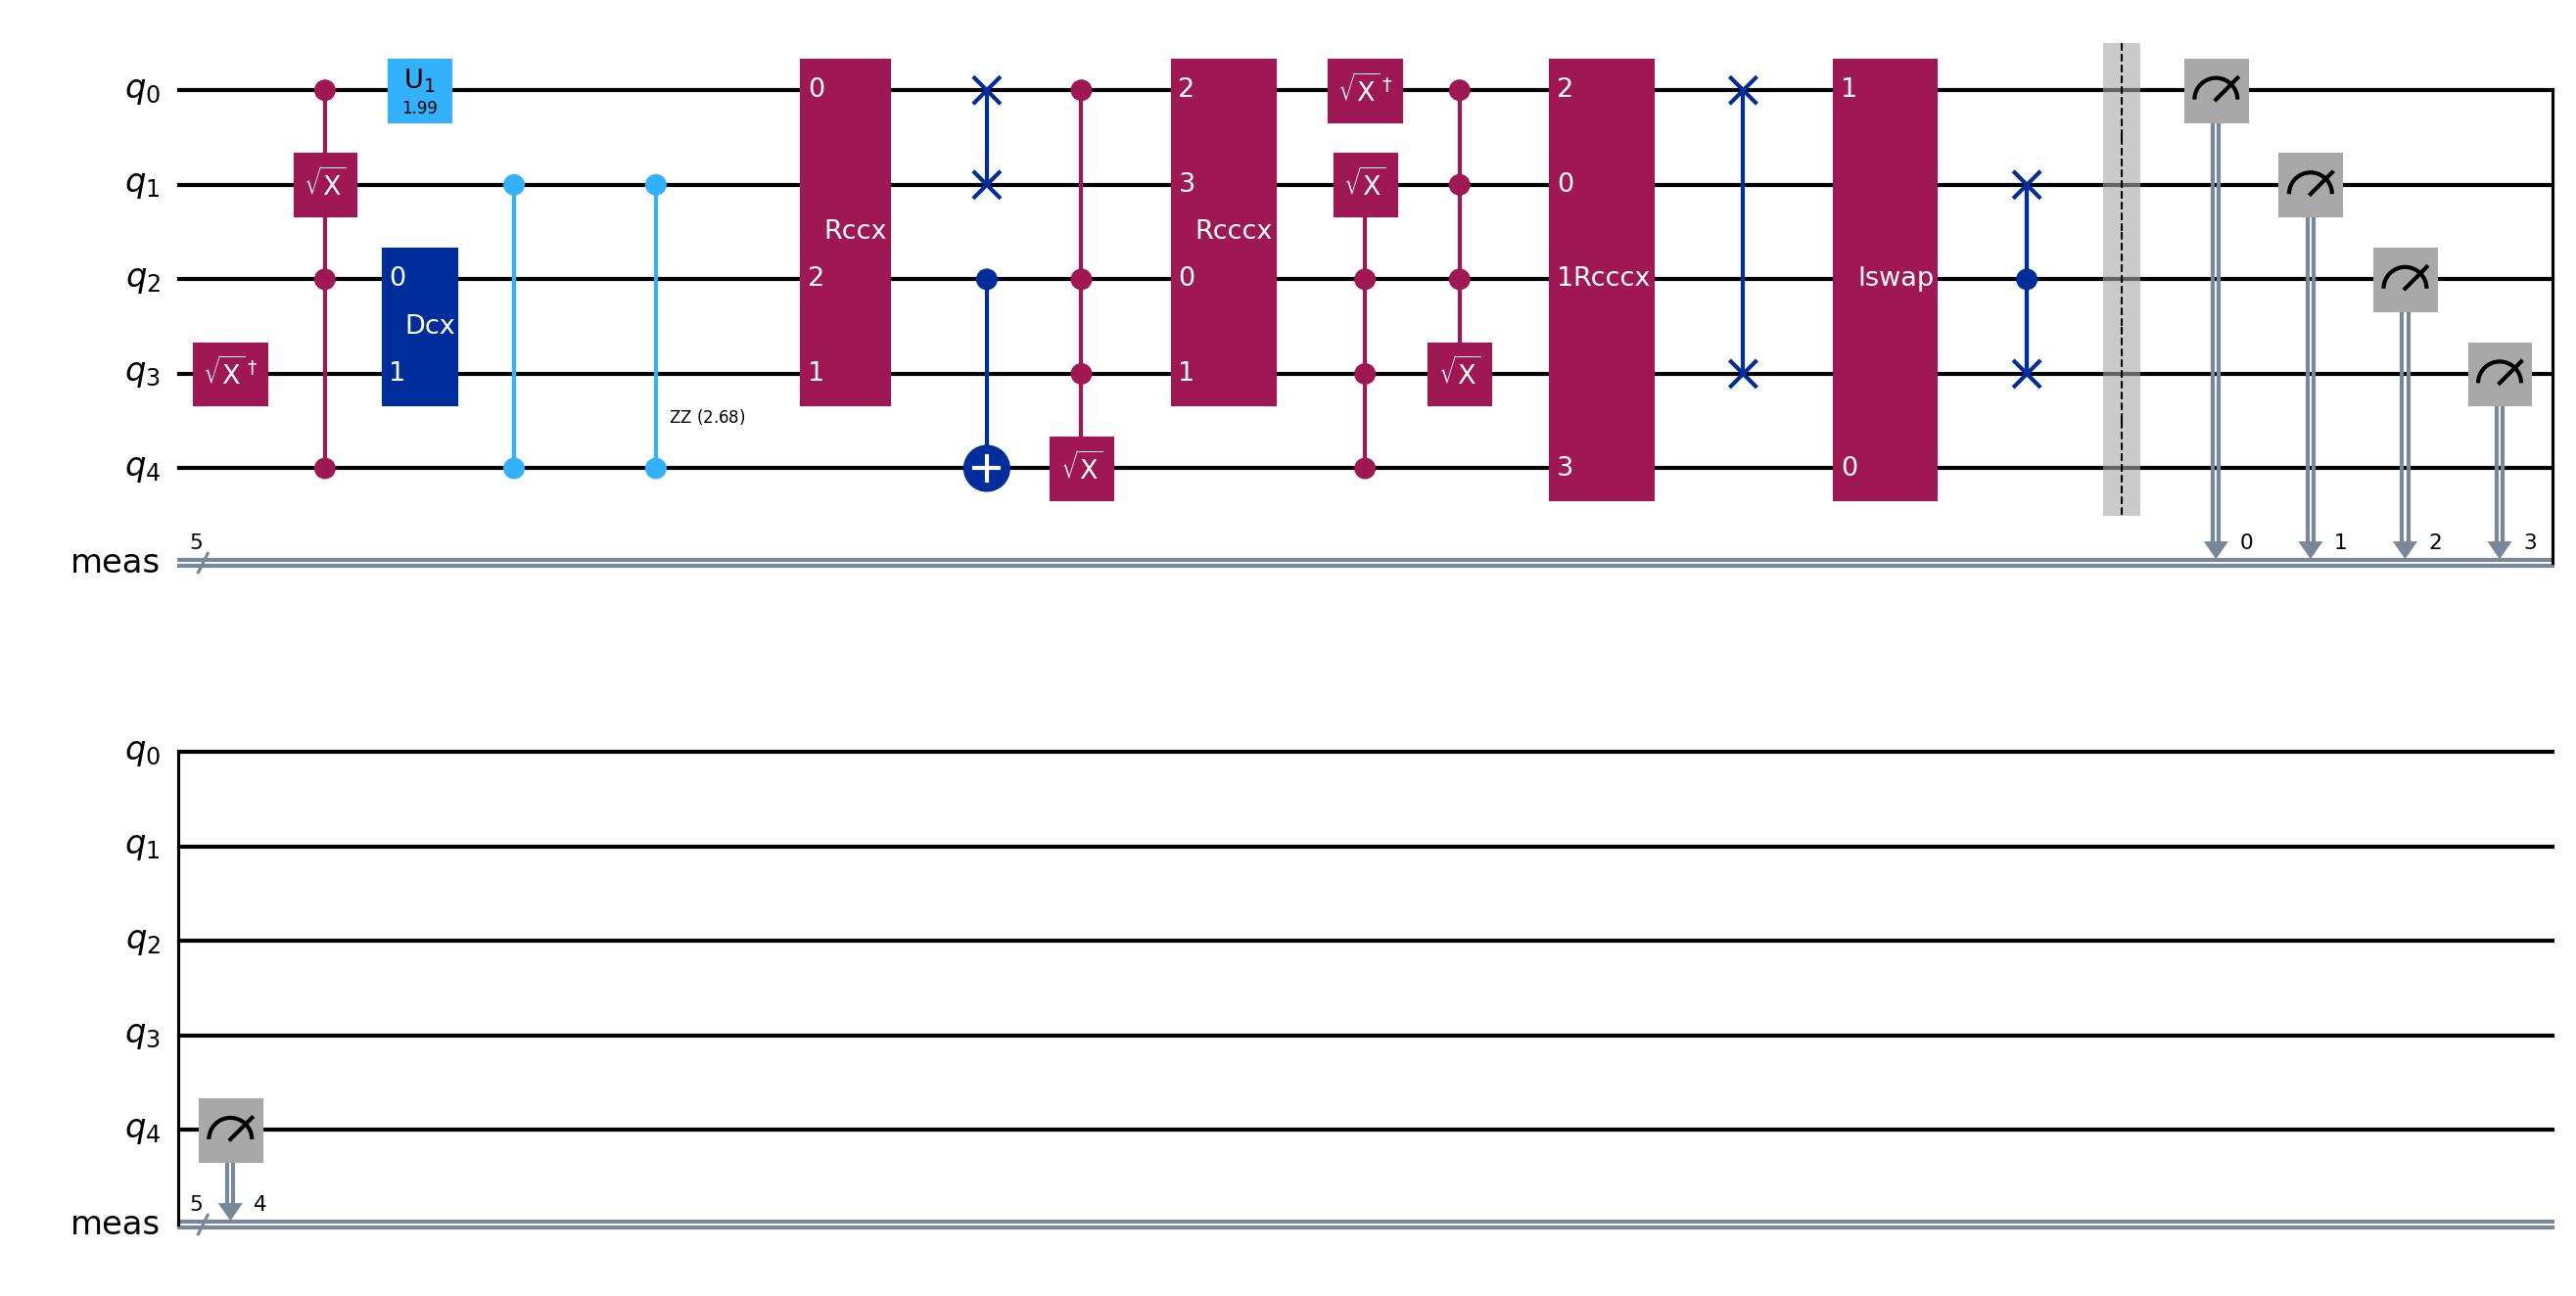 q0 U1 1.99 0 2 √X† 2 1
q1 √X 3 √X 0
Rccx Rcccx
q2 0 2 0 1Rcccx Iswap
Dcx
q3 √X† 1 1 1 √X
ZZ (2.68)
q4 √X 3 0
meas 5 0 1 2 3
q0
q1
q2
q3
q4
meas 5 4